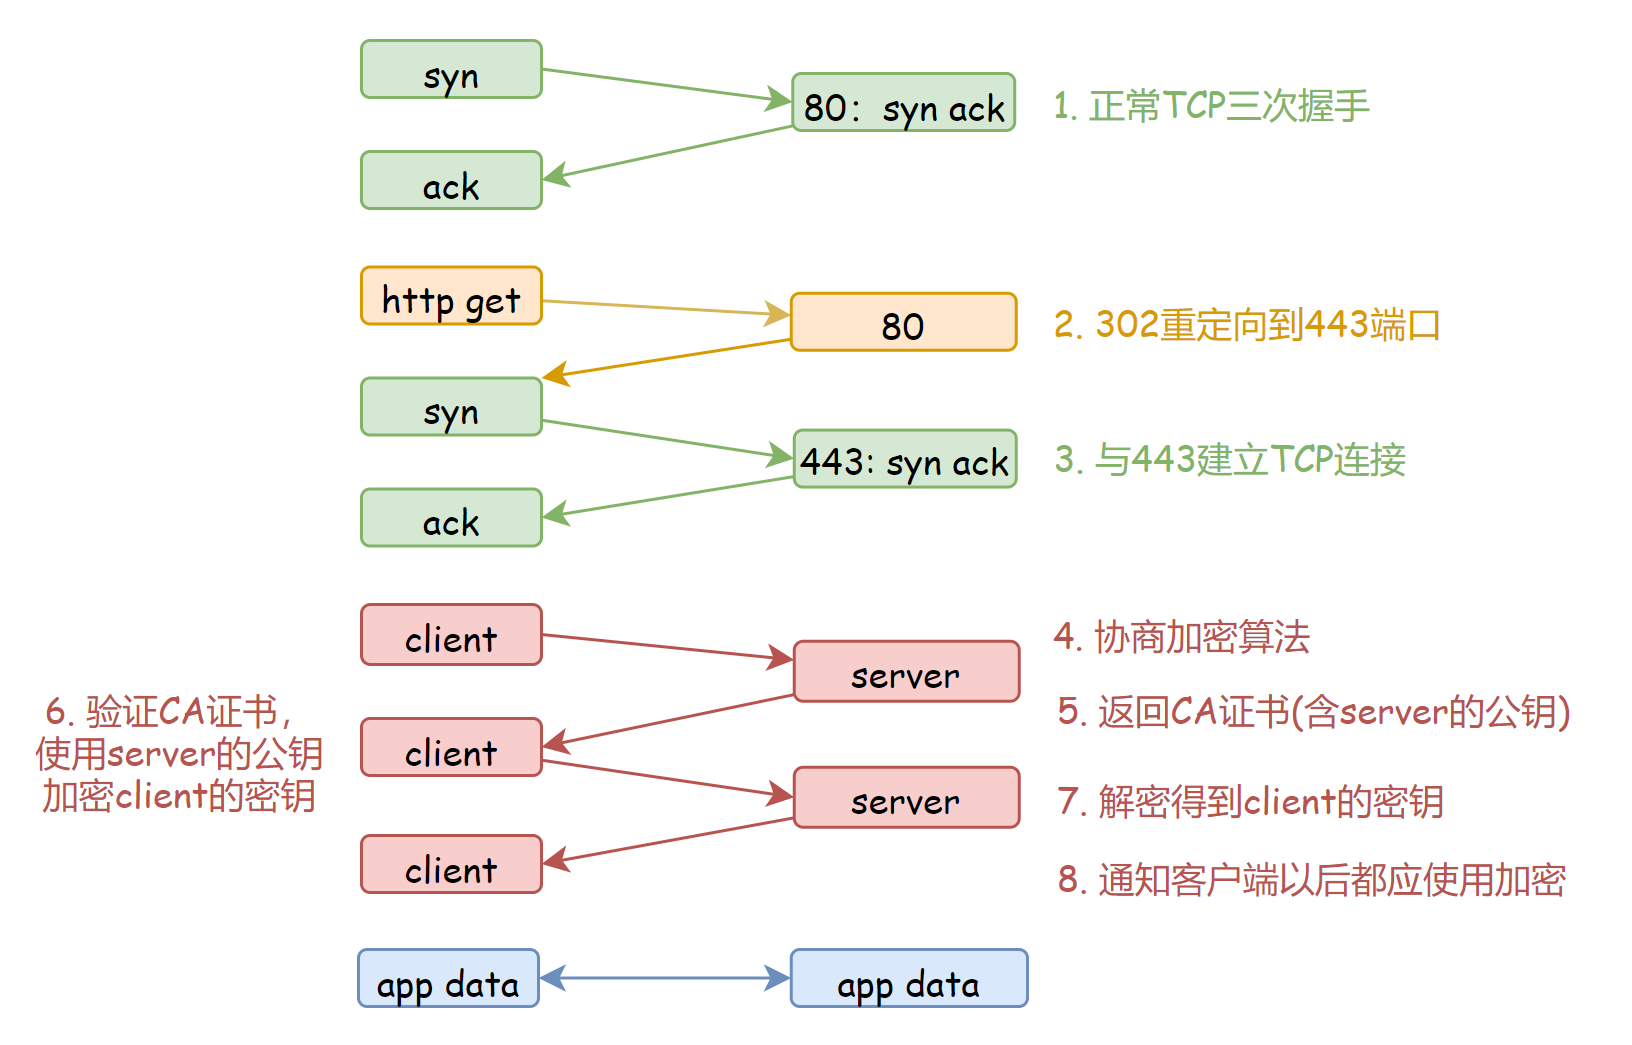 syn
80：syn ack
1. 正常TCP三次握手
ack
http get
80
2. 302重定向到443端口
syn
443: syn ack
3. 与443建立TCP连接
ack
client
server
4. 协商加密算法
6. 验证CA证书，
使用server的公钥
加密client的密钥
client
5. 返回CA证书(含server的公钥)
server
7. 解密得到client的密钥
client
8. 通知客户端以后都应使用加密
app data
app data